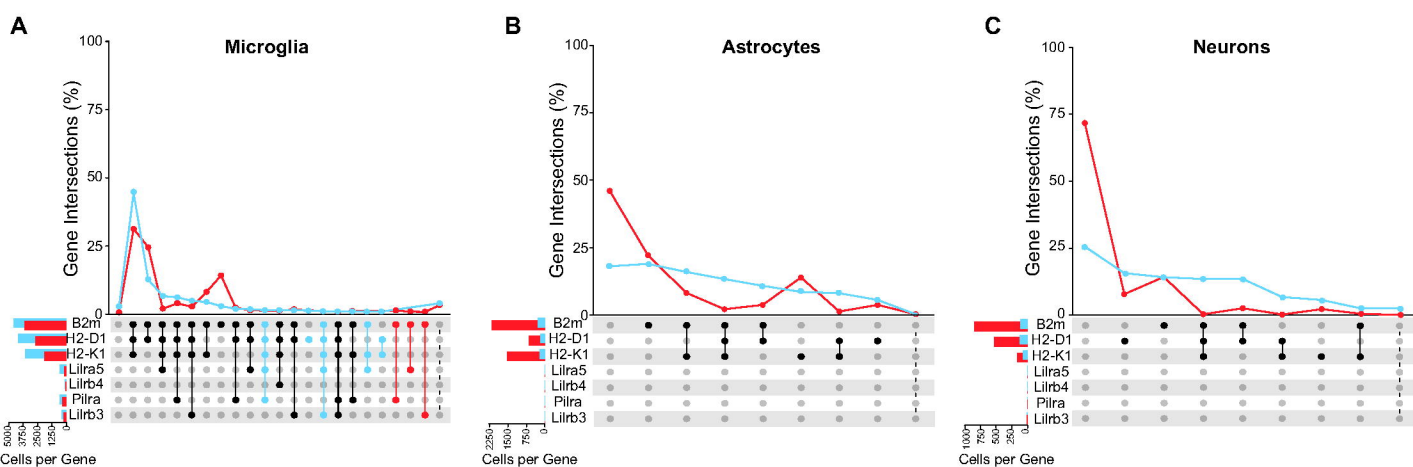 A
Microglia
Gene Intersections (%)
100
75
50
25
0
B2m
H2-D1
H2-K1
Lilra5
Lilrb4
Pilra
Lilrb3
5000
3750
2500
1250
0
Cells per Gene
B
Astrocytes
Gene Intersections (%)
100
75
50
25
0
B2m
H2-D1
H2-K1
Lilra5
Lilrb4
Pilra
Lilrb3
2250
1500
750
0
Cells per Gene
C
Neurons
Gene Intersections (%)
100
75
50
25
0
B2m
H2-D1
H2-K1
Lilra5
Lilrb4
Pilra
Lilrb3
1000
750
500
250
0
Cells per Gene